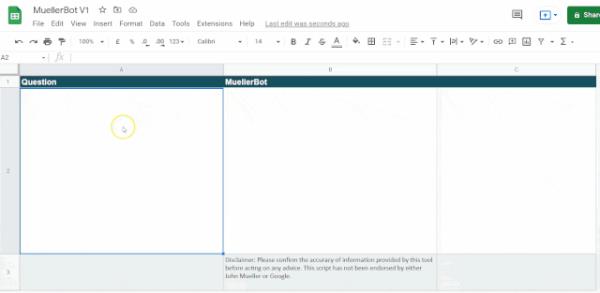 MuellerBot V1
File Edit View Insert Format Data Tools Extensions Help Last edit was seconds ago
Share
100% £ % .0 .00 123 Calibri 14 B I S A
A2 fx
A B C
1 Question MuellerBot
2
3 Disclaimer: Please confirm the accuracy of information provided by this tool
before acting on any advice. This script has not been endorsed by either
John Mueller or Google.